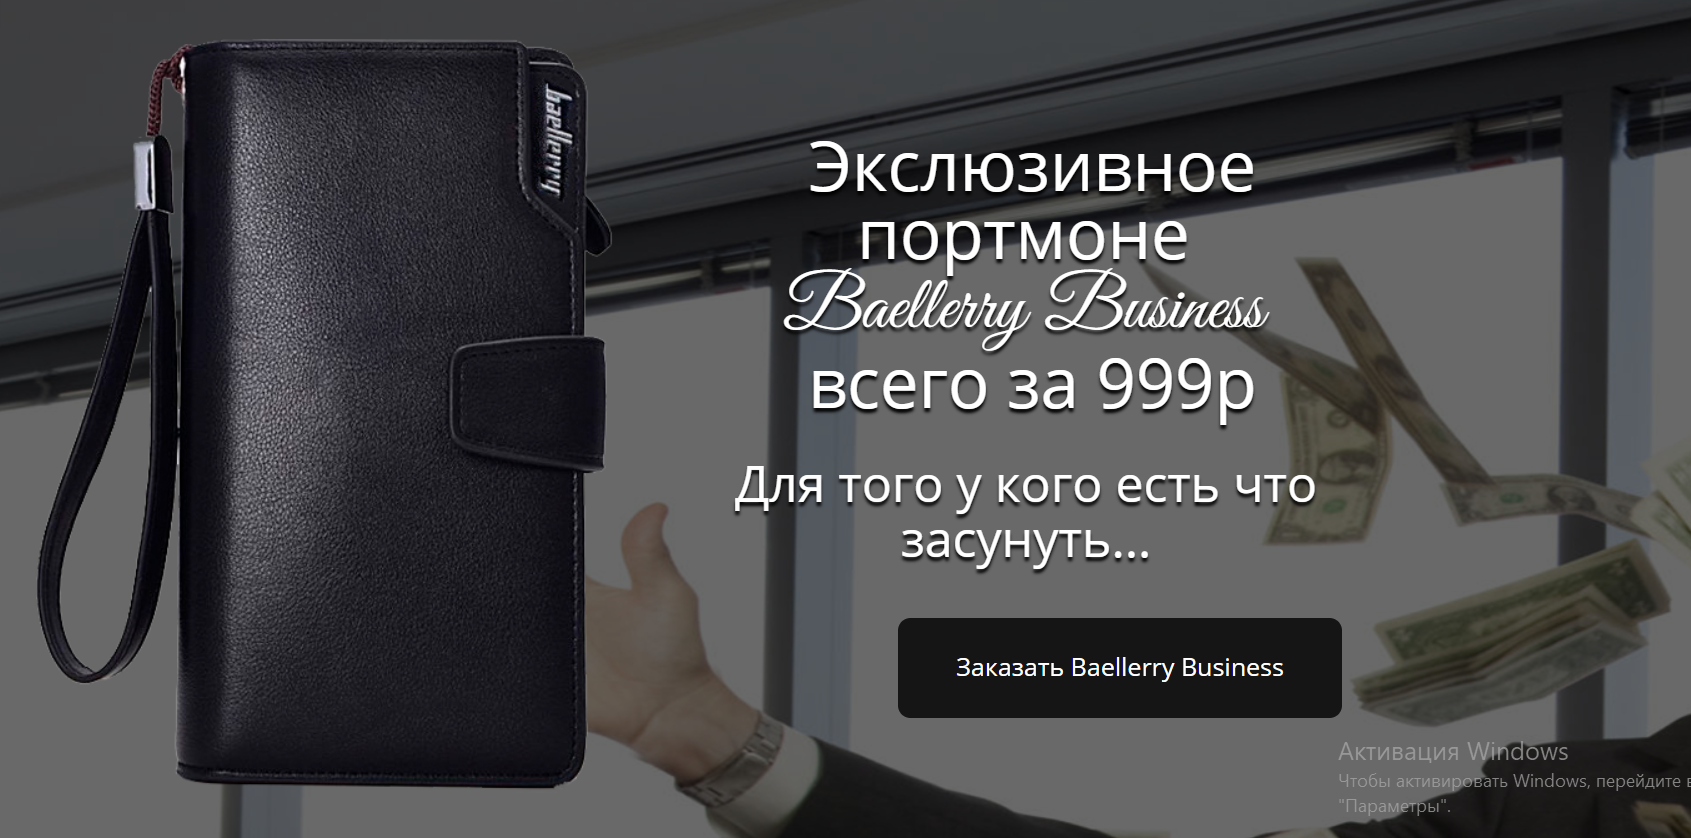 baellerry
Экслюзивное
портмоне
Baellerry Business
всего за 999р
Для того у кого есть что
засунуть...
Заказать Baellerry Business
Активация Windows
Чтобы активировать Windows, перейдите в
"Параметры".